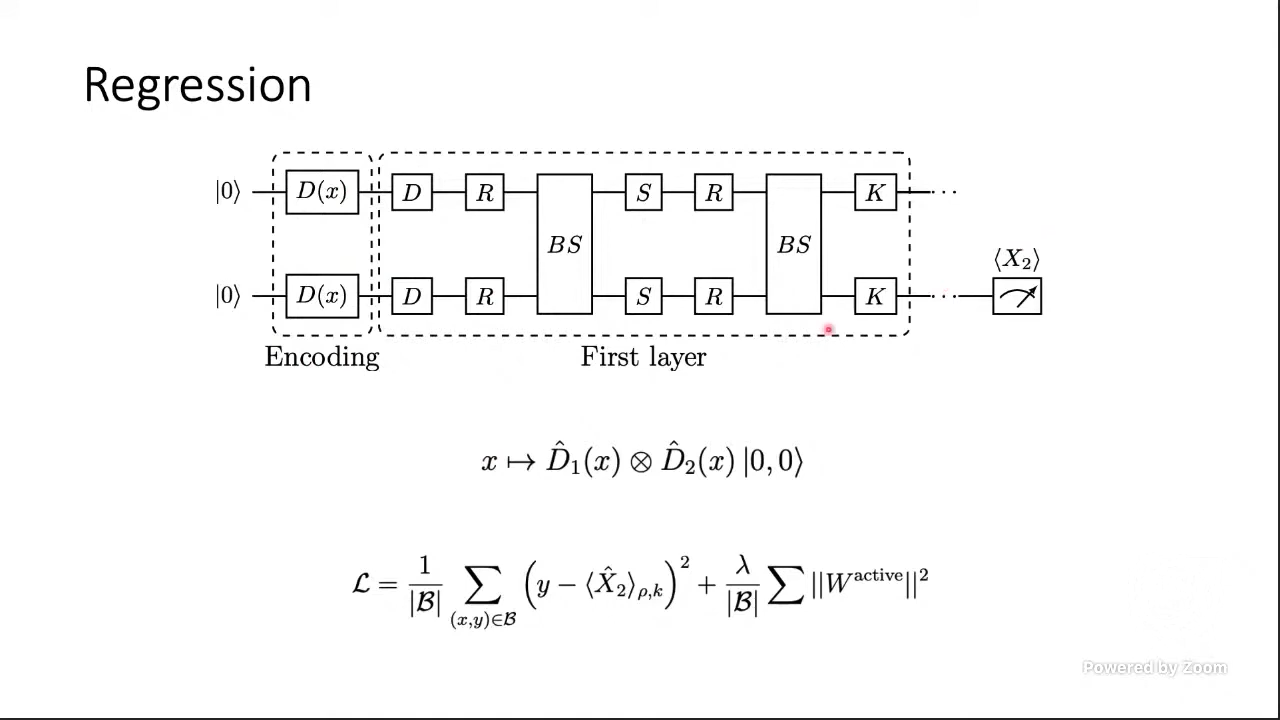 Regression
|0⟩ D(x) D R BS S R BS K ···
⟨X₂⟩
|0⟩ D(x) D R S R K ···
Encoding First layer
x ↦ D̂₁(x) ⊗ D̂₂(x) |0, 0⟩
ℒ = 1/|ℬ| ∑_{(x,y)∈ℬ} (y − ⟨X̂₂⟩_{ρ,k})² + λ/|ℬ| ∑ ||W^{active}||²
Powered by Zoom